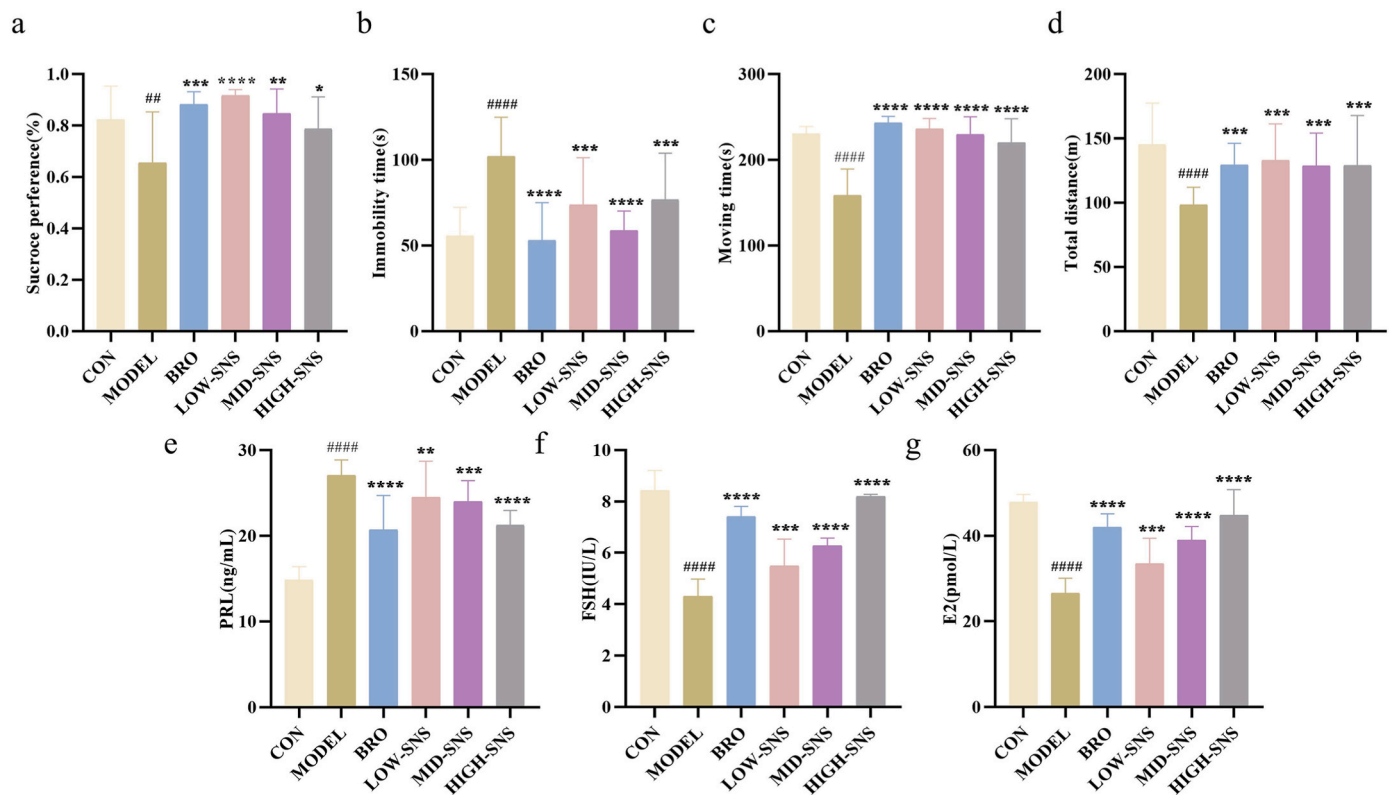 a
Sucroce perference(%)
1.0
0.8
0.6
0.4
0.2
0.0
##
***
****
**
*
CON
MODEL
BRO
LOW-SNS
MID-SNS
HIGH-SNS
b
Immobility time(s)
150
100
50
0
####
****
***
****
***
CON
MODEL
BRO
LOW-SNS
MID-SNS
HIGH-SNS
c
Moving time(s)
300
200
100
0
####
****
****
****
****
CON
MODEL
BRO
LOW-SNS
MID-SNS
HIGH-SNS
d
Total distance(m)
200
150
100
50
0
####
***
***
***
***
CON
MODEL
BRO
LOW-SNS
MID-SNS
HIGH-SNS
e
PRL(ng/mL)
30
20
10
0
####
****
**
***
****
CON
MODEL
BRO
LOW-SNS
MID-SNS
HIGH-SNS
f
FSH(IU/L)
10
8
6
4
2
0
####
****
***
****
****
CON
MODEL
BRO
LOW-SNS
MID-SNS
HIGH-SNS
g
E2(pmol/L)
60
40
20
0
####
****
***
****
****
CON
MODEL
BRO
LOW-SNS
MID-SNS
HIGH-SNS